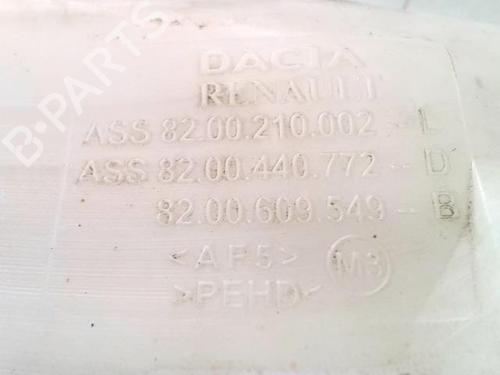 DACIA
RENAULT
ASS 82.00.210.002 - L
ASS 82.00.440.772 - D
82.00.609.549 - B
<AF5> M3
>PEHD<
B-PARTS